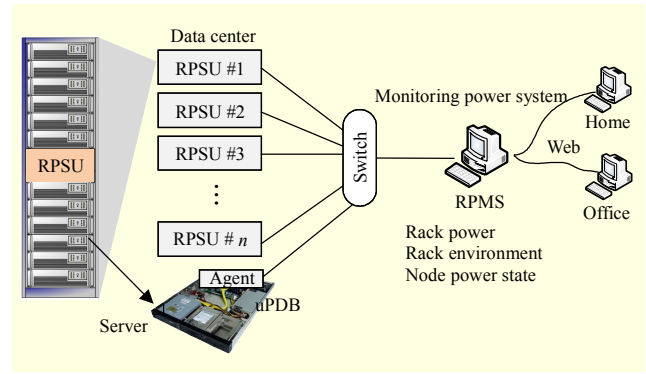 Data center
RPSU #1
RPSU #2
RPSU #3
RPSU # n
RPSU
Switch
Monitoring power system
Home
Web
RPMS
Office
Rack power
Rack environment
Node power state
Agent
uPDB
Server